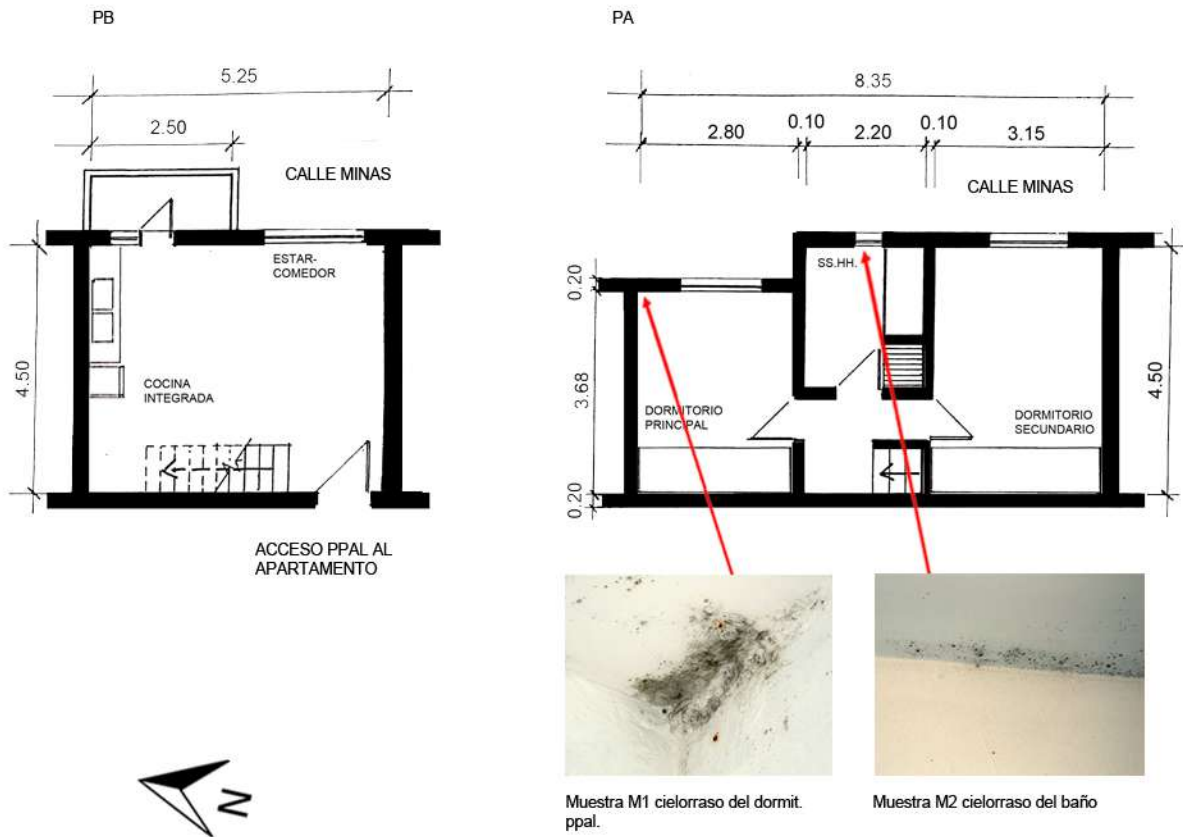 PB
5.25
2.50
CALLE MINAS
ESTAR-
COMEDOR
4.50
COCINA
INTEGRADA
ACCESO PPAL AL
APARTAMENTO
N
PA
8.35
2.80
0.10
2.20
0.10
3.15
CALLE MINAS
SS.HH.
0.20
3.68
0.20
4.50
DORMITORIO
PRINCIPAL
DORMITORIO
SECUNDARIO
Muestra M1 cielorraso del dormit.
ppal.
Muestra M2 cielorraso del baño